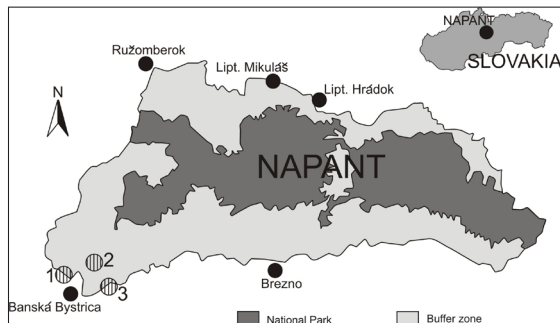 NAPANT
SLOVAKIA
Ružomberok
Lipt. Mikuláš
Lipt. Hrádok
N
NAPANT
1
2
3
Banská Bystrica
Brezno
National Park
Buffer zone